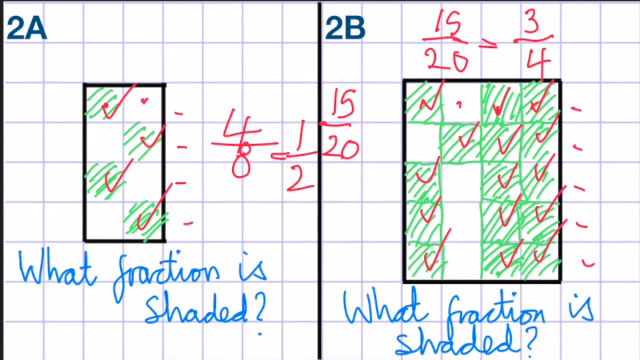 2A
4/8 = 1/2
What fraction is
shaded?
2B
15/20 = 3/4
15/20
What fraction is
shaded?